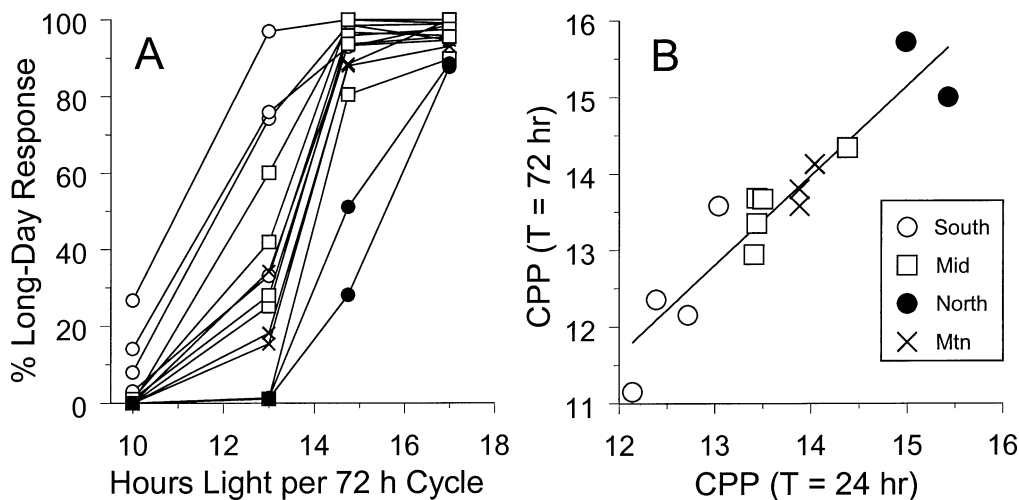 A
% Long-Day Response
100
80
60
40
20
0
10
12
14
16
18
Hours Light per 72 h Cycle
B
CPP (T = 72 hr)
16
15
14
13
12
11
12
13
14
15
16
CPP (T = 24 hr)
South
Mid
North
Mtn